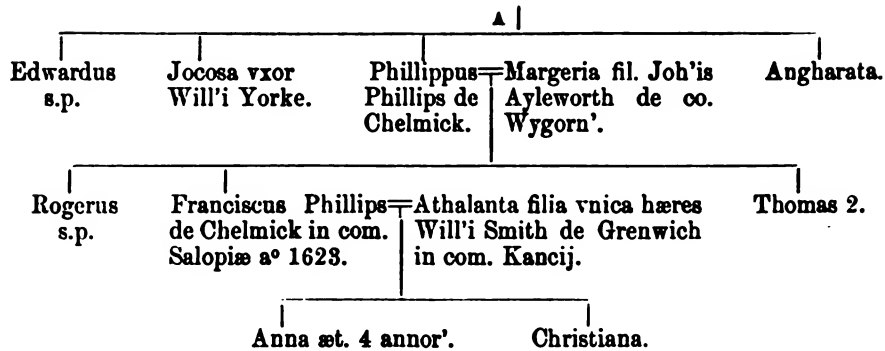 A
Edwardus
s.p.
Jocosa vxor
Will'i Yorke.
Phillippus
Phillips de
Chelmick.
Margeria fil. Joh'is
Ayleworth de co.
Wygorn'.
Angharata.
Rogerus
s.p.
Franciscus Phillips
de Chelmick in com.
Salopiæ aº 1623.
Athalanta filia vnica hæres
Will'i Smith de Grenwich
in com. Kancij.
Thomas 2.
Anna æt. 4 annor'.
Christiana.